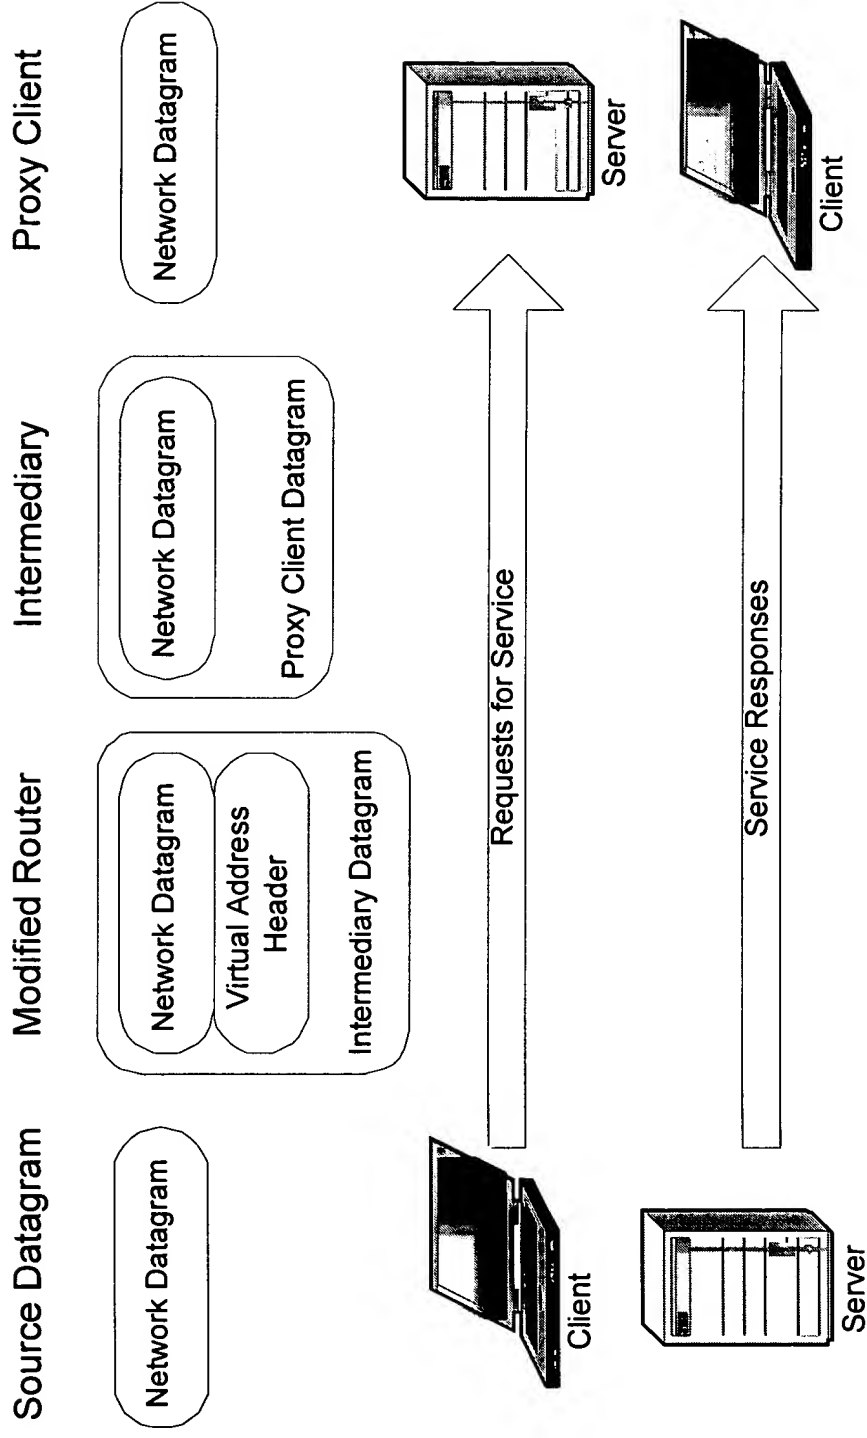 Source Datagram
Modified Router
Intermediary
Proxy Client
Network Datagram
Network Datagram
Virtual Address
Header
Intermediary Datagram
Network Datagram
Proxy Client Datagram
Network Datagram
Client
Requests for Service
Server
Server
Service Responses
Client